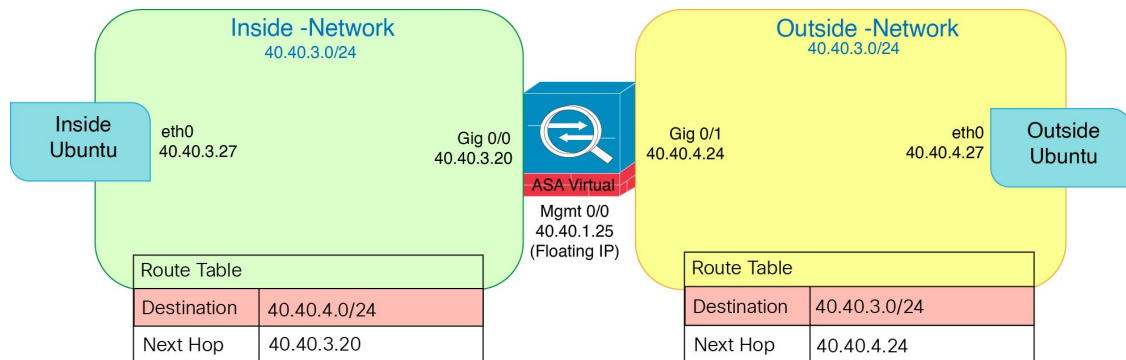 Inside -Network
40.40.3.0/24
Outside -Network
40.40.3.0/24
Inside
Ubuntu
eth0
40.40.3.27
Gig 0/0
40.40.3.20
ASA Virtual
Mgmt 0/0
40.40.1.25
(Floating IP)
Gig 0/1
40.40.4.24
eth0
40.40.4.27
Outside
Ubuntu
Route Table
Destination 40.40.4.0/24
Next Hop 40.40.3.20
Route Table
Destination 40.40.3.0/24
Next Hop 40.40.4.24